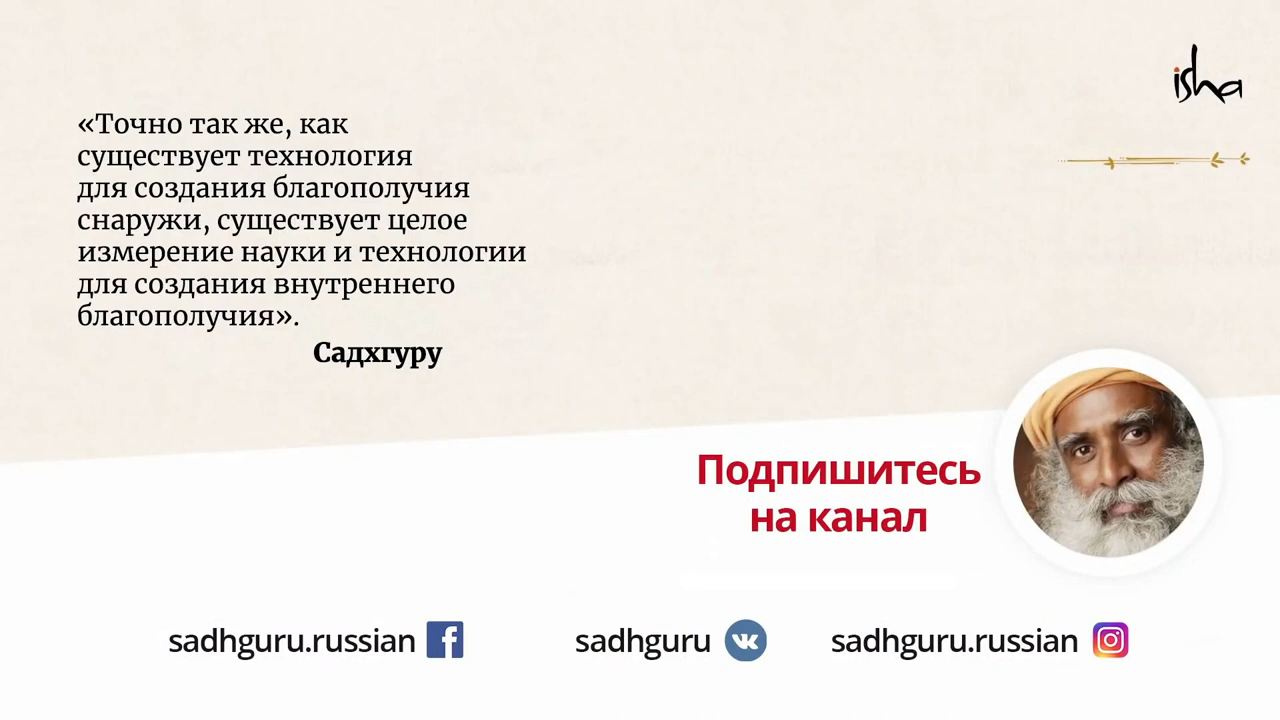 isha
«Точно так же, как
существует технология
для создания благополучия
снаружи, существует целое
измерение науки и технологии
для создания внутреннего
благополучия».
Садхгуру
Подпишитесь
на канал
sadhguru.russian
sadhguru
sadhguru.russian